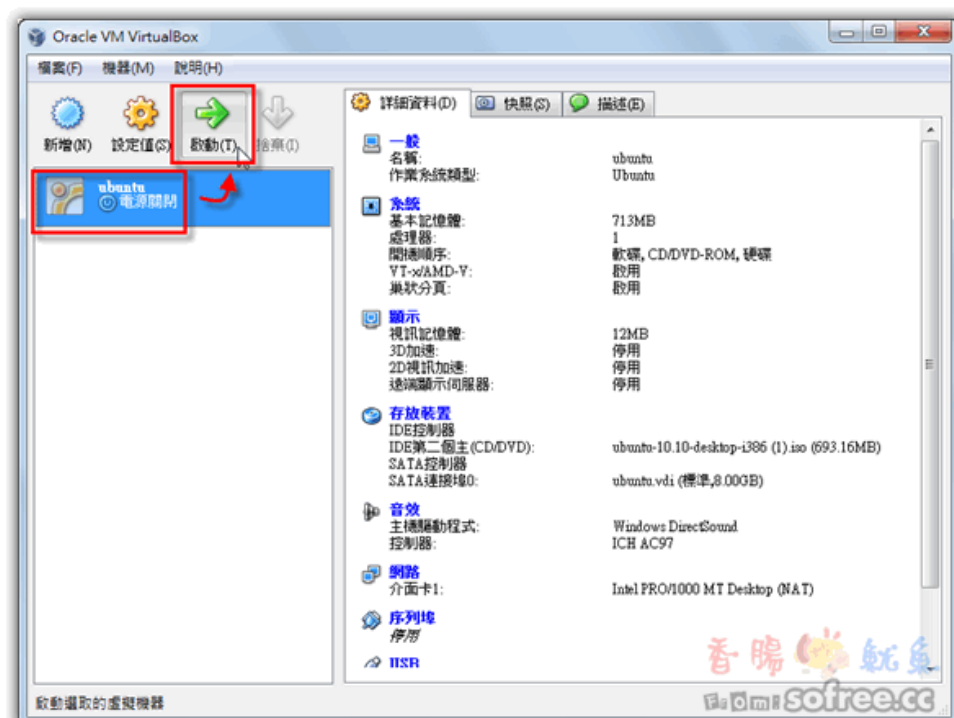 Oracle VM VirtualBox
檔案(F) 機器(M) 說明(H)
新增(N) 設定值(S) 啟動(T) 捨棄(I)
詳細資料(D) 快照(S) 描述(E)
ubuntu
電源關閉
一般
名稱: ubuntu
作業系統類型: Ubuntu
系統
基本記憶體: 713MB
處理器: 1
開機順序: 軟碟, CD/DVD-ROM, 硬碟
VT-x/AMD-V: 啟用
巢狀分頁: 啟用
顯示
視訊記憶體: 12MB
3D加速: 停用
2D視訊加速: 停用
遠端顯示伺服器: 停用
存放裝置
IDE控制器
IDE第二個主(CD/DVD): ubuntu-10.10-desktop-i386 (1).iso (693.16MB)
SATA控制器
SATA連接埠0: ubuntu.vdi (標準,8.00GB)
音效
主機驅動程式: Windows DirectSound
控制器: ICH AC97
網路
介面卡1: Intel PRO/1000 MT Desktop (NAT)
序列埠
停用
USB
香腸 魷魚
啟動選取的虛擬機器
From: sofree.cc